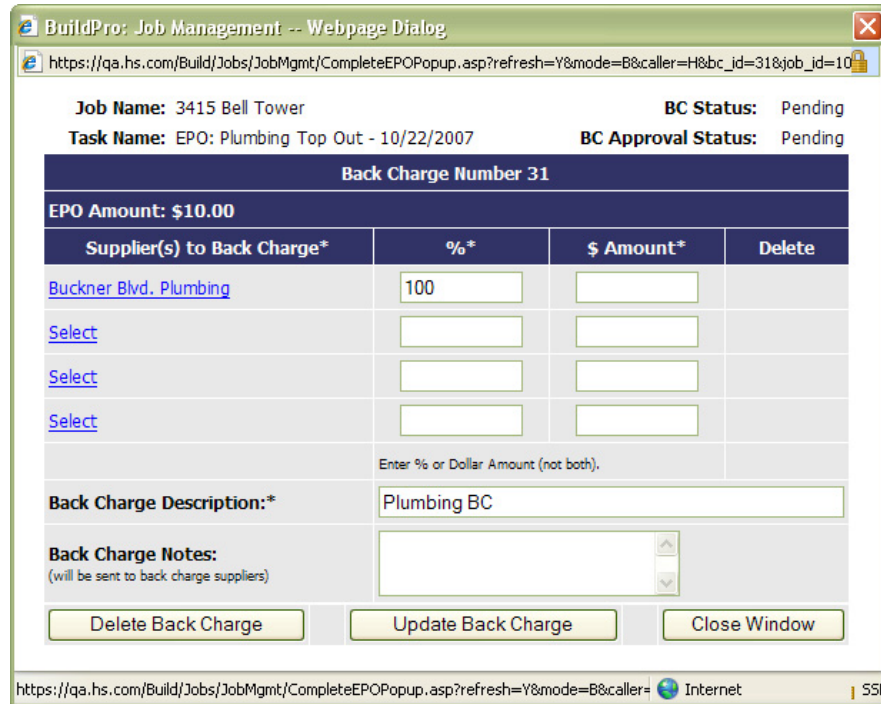 BuildPro: Job Management -- Webpage Dialog
https://qa.hs.com/Build/Jobs/JobMgmt/CompleteEPOPopup.asp?refresh=Y&mode=B&caller=H&bc_id=31&job_id=10
Job Name: 3415 Bell Tower BC Status: Pending
Task Name: EPO: Plumbing Top Out - 10/22/2007 BC Approval Status: Pending
Back Charge Number 31
EPO Amount: $10.00
Supplier(s) to Back Charge* %* $ Amount* Delete
Buckner Blvd. Plumbing 100
Select
Select
Select
Enter % or Dollar Amount (not both).
Back Charge Description:* Plumbing BC
Back Charge Notes:
(will be sent to back charge suppliers)
Delete Back Charge Update Back Charge Close Window
https://qa.hs.com/Build/Jobs/JobMgmt/CompleteEPOPopup.asp?refresh=Y&mode=B&caller= Internet